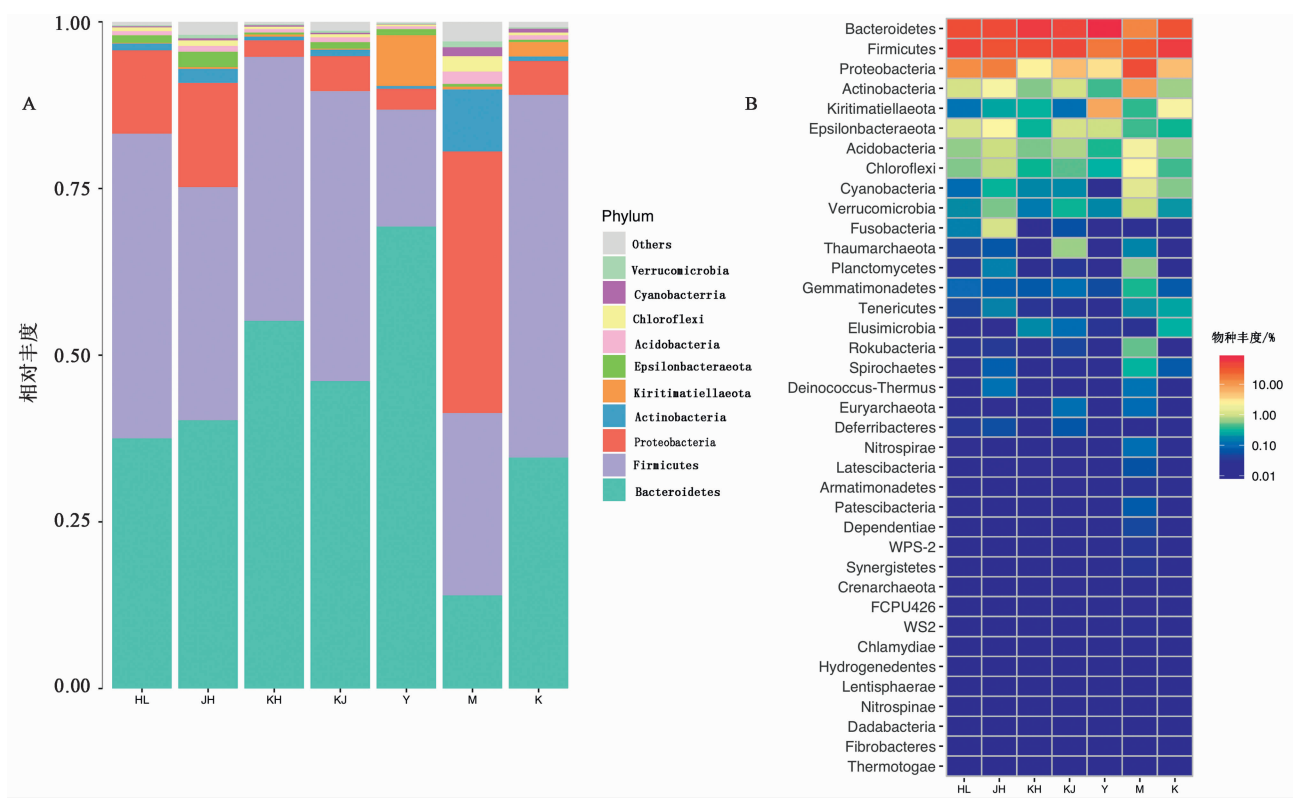 A
相对丰度
1.00
0.75
0.50
0.25
0.00
HL JH KH KJ Y M K
Phylum
Others
Verrucomicrobia
Cyanobacterria
Chloroflexi
Acidobacteria
Epsilonbacteraeota
Kiritimatiellaeota
Actinobacteria
Proteobacteria
Firmicutes
Bacteroidetes
B
Bacteroidetes
Firmicutes
Proteobacteria
Actinobacteria
Kiritimatiellaeota
Epsilonbacteraeota
Acidobacteria
Chloroflexi
Cyanobacteria
Verrucomicrobia
Fusobacteria
Thaumarchaeota
Planctomycetes
Gemmatimonadetes
Tenericutes
Elusimicrobia
Rokubacteria
Spirochaetes
Deinococcus-Thermus
Euryarchaeota
Deferribacteres
Nitrospirae
Latescibacteria
Armatimonadetes
Patescibacteria
Dependentiae
WPS-2
Synergistetes
Crenarchaeota
FCPU426
WS2
Chlamydiae
Hydrogenedentes
Lentisphaerae
Nitrospinae
Dadabacteria
Fibrobacteres
Thermotogae
HL JH KH KJ Y M K
物种丰度/%
10.00
1.00
0.10
0.01